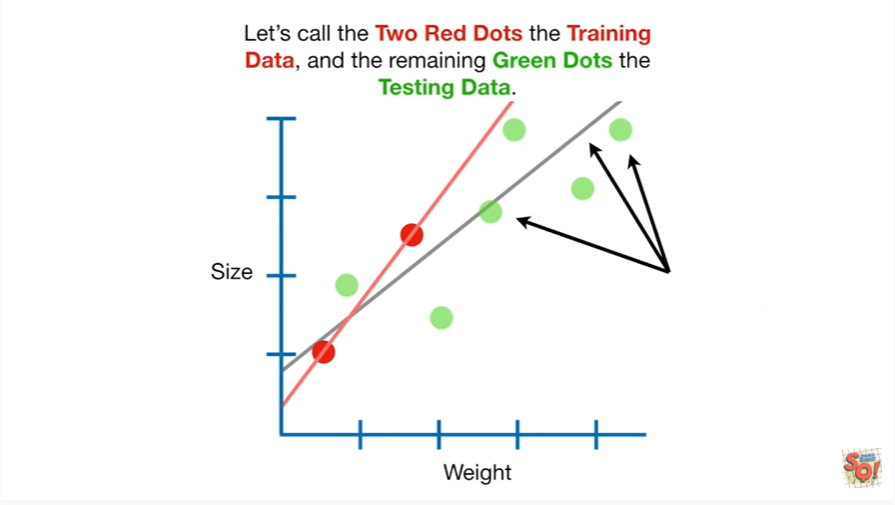 Let's call the Two Red Dots the Training
Data, and the remaining Green Dots the
Testing Data.
Size
Weight
SQ!